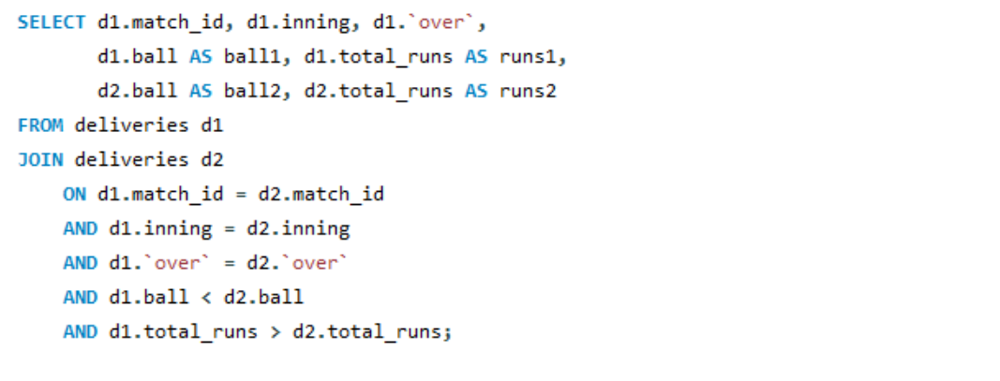 SELECT d1.match_id, d1.inning, d1.`over`,
       d1.ball AS ball1, d1.total_runs AS runs1,
       d2.ball AS ball2, d2.total_runs AS runs2
FROM deliveries d1
JOIN deliveries d2
    ON d1.match_id = d2.match_id
    AND d1.inning = d2.inning
    AND d1.`over` = d2.`over`
    AND d1.ball < d2.ball
    AND d1.total_runs > d2.total_runs;